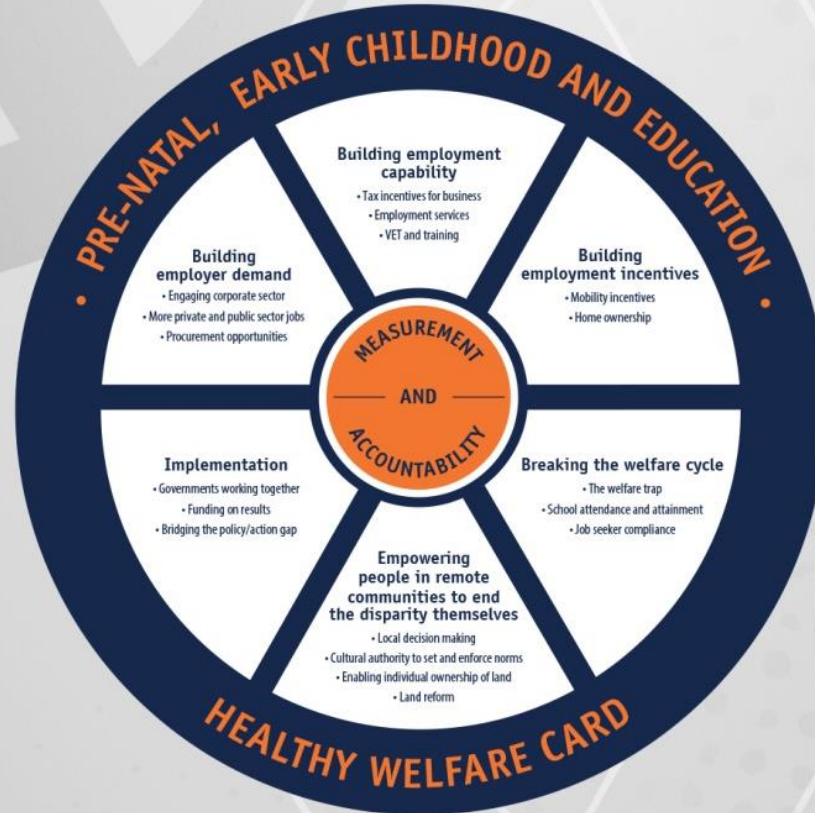 • PRE-NATAL, EARLY CHILDHOOD AND EDUCATION •
Building employment
capability
• Tax incentives for business
• Employment services
• VET and training
Building
employer demand
• Engaging corporate sector
• More private and public sector jobs
• Procurement opportunities
Building
employment incentives
• Mobility incentives
• Home ownership
MEASUREMENT
AND
ACCOUNTABILITY
Implementation
• Governments working together
• Funding on results
• Bridging the policy/action gap
Breaking the welfare cycle
• The welfare trap
• School attendance and attainment
• Job seeker compliance
Empowering
people in remote
communities to end
the disparity themselves
• Local decision making
• Cultural authority to set and enforce norms
• Enabling individual ownership of land
• Land reform
HEALTHY WELFARE CARD